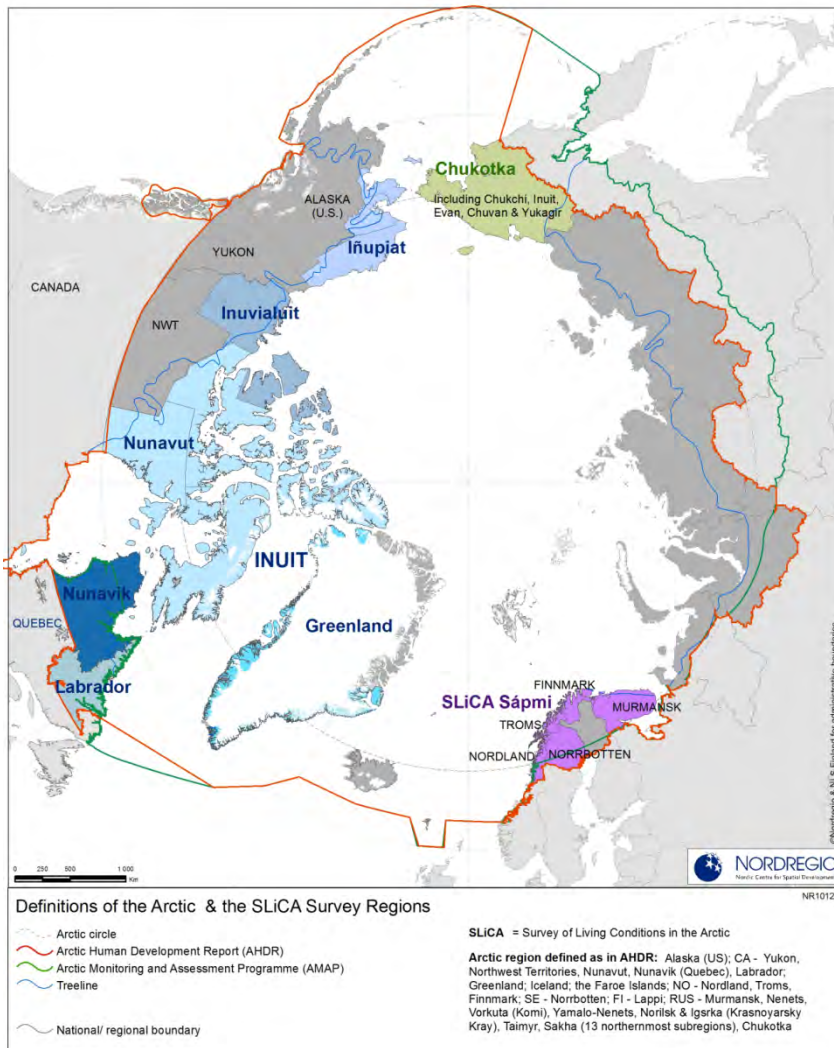 Chukotka
Including Chukchi, Inuit,
Evan, Chuvan & Yukagir
ALASKA
(U.S.)
Iñupiat
YUKON
CANADA
Inuvialuit
NWT
Nunavut
INUIT
Nunavik
QUEBEC
Greenland
Labrador
FINNMARK
SLiCA Sápmi
MURMANSK
TROMS
NORDLAND
NORRBOTTEN
©Nordregio & NLS Finland for administrative boundaries
0 250 500 1 000
Km
NORDREGIO
Nordic Centre for Spatial Development
NR1012
Definitions of the Arctic & the SLiCA Survey Regions
Arctic circle
Arctic Human Development Report (AHDR)
Arctic Monitoring and Assessment Programme (AMAP)
Treeline
National/ regional boundary
SLiCA = Survey of Living Conditions in the Arctic
Arctic region defined as in AHDR: Alaska (US); CA - Yukon,
Northwest Territories, Nunavut, Nunavik (Quebec), Labrador;
Greenland; Iceland; the Faroe Islands; NO - Nordland, Troms,
Finnmark; SE - Norrbotten; FI - Lappi; RUS - Murmansk, Nenets,
Vorkuta (Komi), Yamalo-Nenets, Norilsk & Igsrka (Krasnoyarsky
Kray), Taimyr, Sakha (13 northernmost subregions), Chukotka